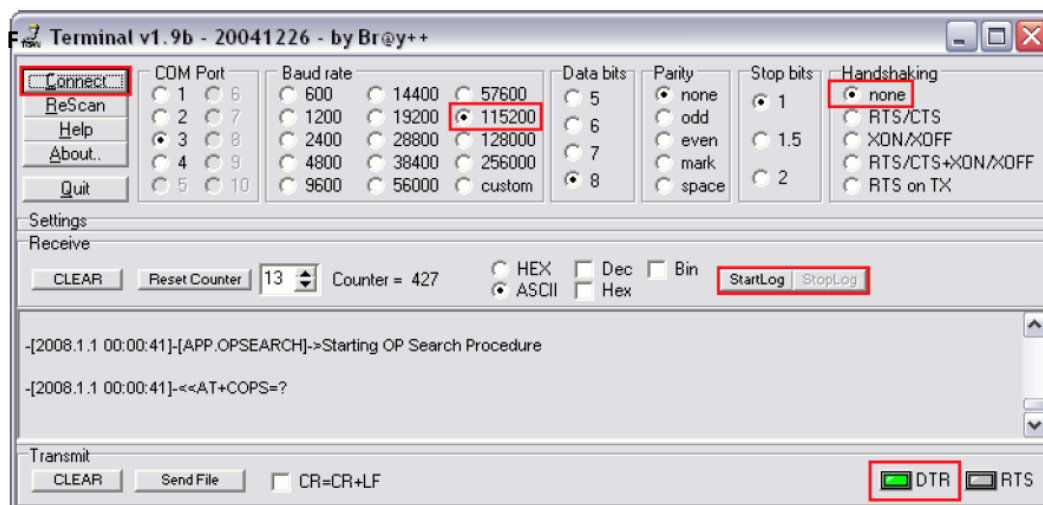 F Terminal v1.9b - 20041226 - by Br@y++
Connect
ReScan
Help
About..
Quit
COM Port
1 6
2 7
3 8
4 9
5 10
Baud rate
600 14400 57600
1200 19200 115200
2400 28800 128000
4800 38400 256000
9600 56000 custom
Data bits
5
6
7
8
Parity
none
odd
even
mark
space
Stop bits
1
1.5
2
Handshaking
none
RTS/CTS
XON/XOFF
RTS/CTS+XON/XOFF
RTS on TX
Settings
Receive
CLEAR Reset Counter 13 Counter = 427 HEX Dec Bin StartLog StopLog
ASCII Hex
-[2008.1.1 00:00:41]-[APP.OPSEARCH]->Starting OP Search Procedure
-[2008.1.1 00:00:41]-<<AT+COPS=?
Transmit
CLEAR Send File CR=CR+LF DTR RTS